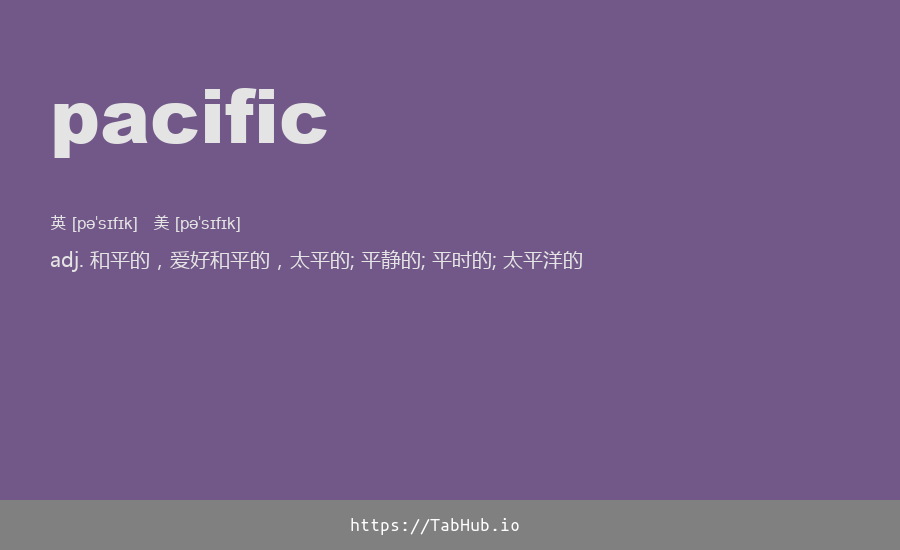 pacific
英 [pə'sɪfɪk] 美 [pə'sɪfɪk]
adj. 和平的，爱好和平的，太平的; 平静的; 平时的; 太平洋的
https://TabHub.io